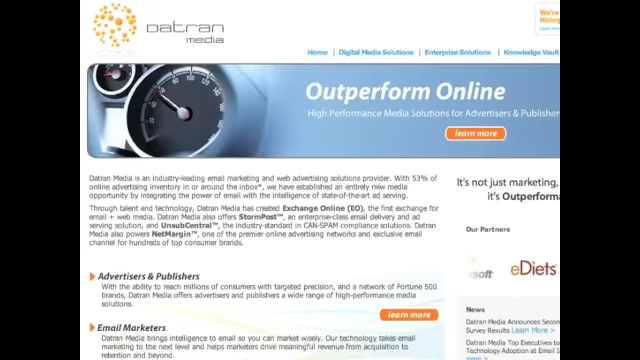 Datran
media
We're
Hiring
Home | Digital Media Solutions | Enterprise Solutions | Knowledge Vault
Outperform Online
High Performance Media Solutions for Advertisers & Publisher
learn more
Datran Media is an industry-leading email marketing and web advertising solutions provider. With 53% of
online advertising inventory in or around the inbox*, we have established an entirely new media
opportunity by integrating the power of email with the intelligence of state-of-the-art ad serving.
Through talent and technology, Datran Media has created Exchange Online (EO), the first exchange for
email + web media. Datran Media also offers StormPost™, an enterprise-class email delivery and ad
serving solution, and UnsubCentral™, the industry-standard in CAN-SPAM compliance solutions. Datran
Media also powers NetMargin™, one of the premier online advertising networks and exclusive email
channel for hundreds of top consumer brands.
It's not just marketing,
it's Outperforma
Our Partners
soft eDiets
Advertisers & Publishers
With the ability to reach millions of consumers with targeted precision, and a network of Fortune 500
brands, Datran Media offers advertisers and publishers a wide range of high-performance media
solutions.
learn more
Email Marketers
Datran Media brings intelligence to email so you can market wisely. Our technology takes email
marketing to the next level and helps marketers drive meaningful revenue from acquisition to
retention and beyond.
News
Datran Media Announces Secon
Survey Results Learn More >
Datran Media Top Executives to
Technology Adoption at Email
more >